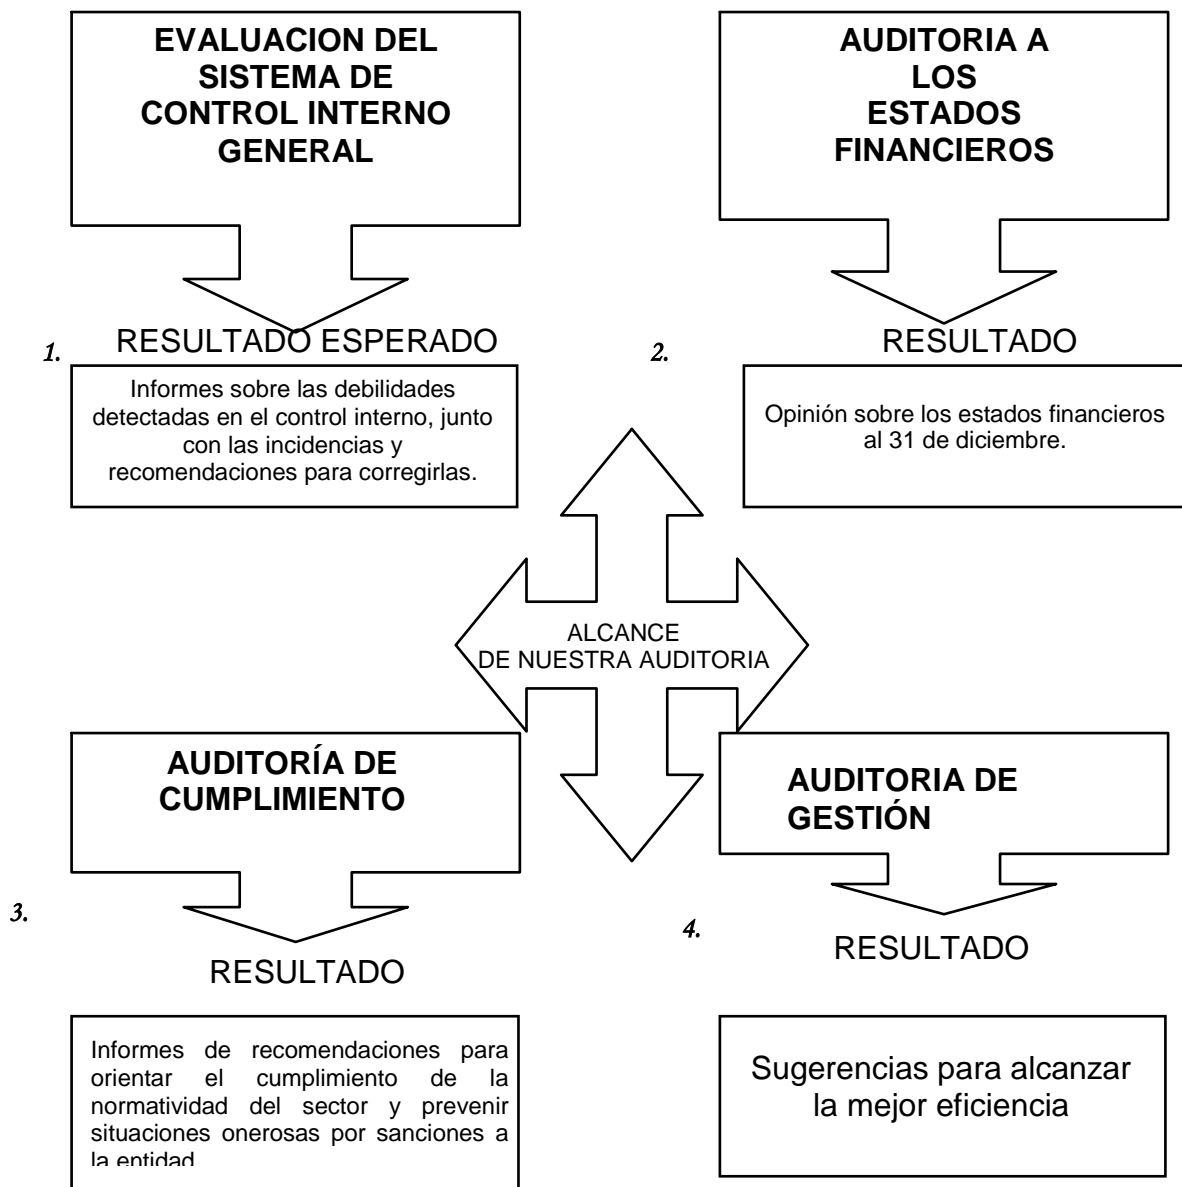 EVALUACION DEL
SISTEMA DE
CONTROL INTERNO
GENERAL
1.
RESULTADO ESPERADO
Informes sobre las debilidades
detectadas en el control interno, junto
con las incidencias y
recomendaciones para corregirlas.
AUDITORIA A
LOS
ESTADOS
FINANCIEROS
2.
RESULTADO
Opinión sobre los estados financieros
al 31 de diciembre.
ALCANCE
DE NUESTRA AUDITORIA
AUDITORÍA DE
CUMPLIMIENTO
3.
RESULTADO
Informes de recomendaciones para
orientar el cumplimiento de la
normatividad del sector y prevenir
situaciones onerosas por sanciones a
la entidad
AUDITORIA DE
GESTIÓN
4.
RESULTADO
Sugerencias para alcanzar
la mejor eficiencia